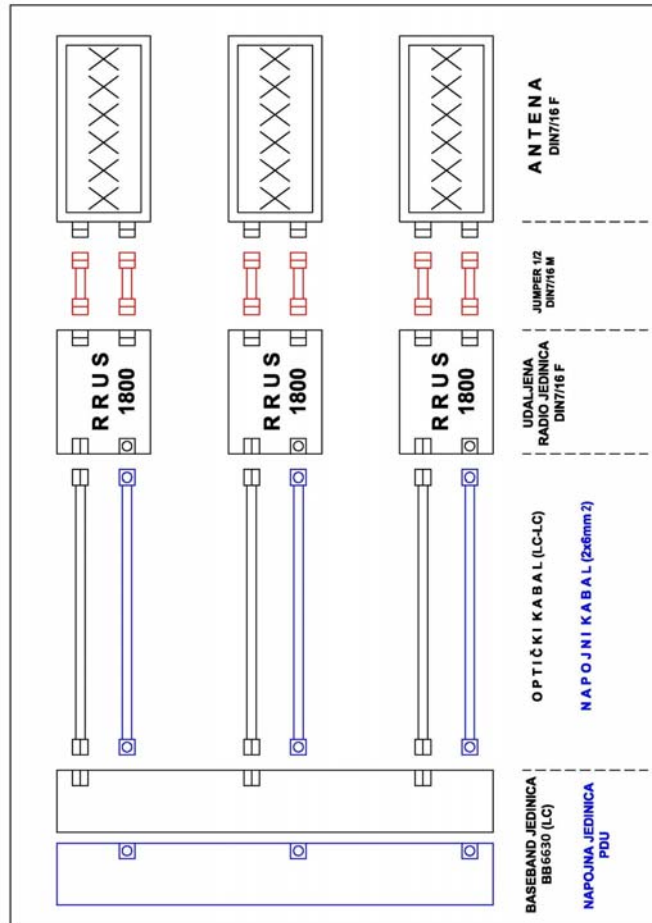 ANTENA
DIN7/16 F
JUMPER 1/2
DIN7/16 M
RRUS
1800
RRUS
1800
RRUS
1800
UDALJENA
RADIO JEDINICA
DIN7/16 F
OPTIČKI KABAL (LC-LC)
NAPOJNI KABAL (2x6mm2)
BASEBAND JEDINICA
BB6630 (LC)
NAPOJNA JEDINICA
PDU